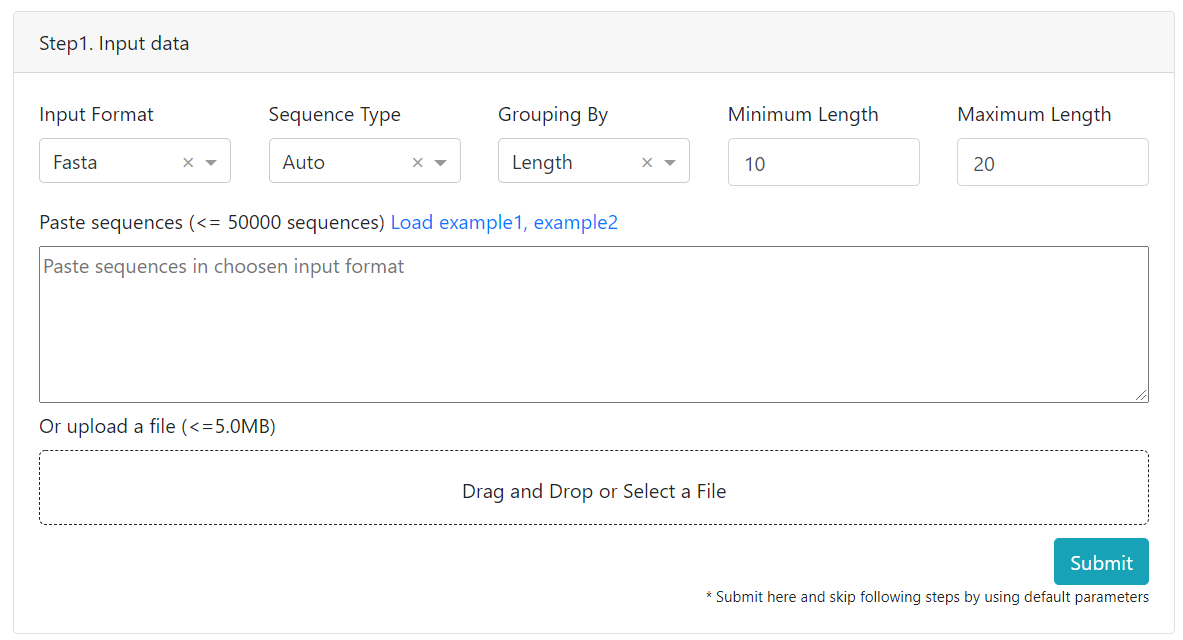 Step1. Input data
Input Format Sequence Type Grouping By Minimum Length Maximum Length
Fasta × Auto × Length × 10 20
Paste sequences (<= 50000 sequences) Load example1, example2
Paste sequences in choosen input format
Or upload a file (<=5.0MB)
Drag and Drop or Select a File
Submit
* Submit here and skip following steps by using default parameters